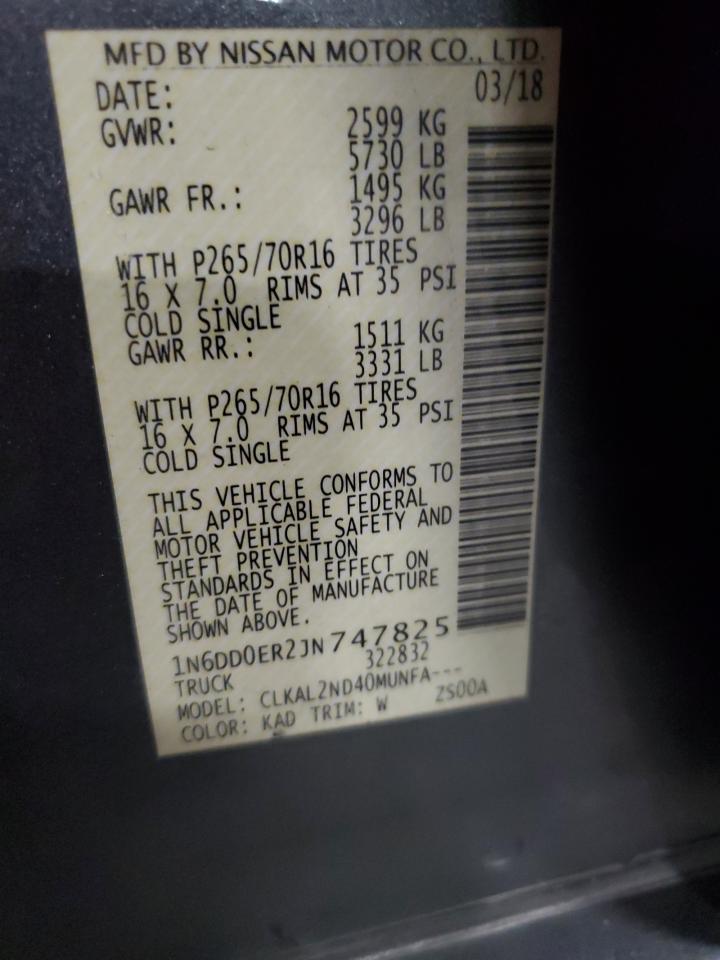 MFD BY NISSAN MOTOR CO., LTD.
DATE: 03/18
GVWR: 2599 KG
5730 LB
GAWR FR.: 1495 KG
3296 LB
WITH P265/70R16 TIRES
16 X 7.0 RIMS AT 35 PSI
COLD SINGLE
GAWR RR.: 1511 KG
3331 LB
WITH P265/70R16 TIRES
16 X 7.0 RIMS AT 35 PSI
COLD SINGLE
THIS VEHICLE CONFORMS TO
ALL APPLICABLE FEDERAL
MOTOR VEHICLE SAFETY AND
THEFT PREVENTION
STANDARDS IN EFFECT ON
THE DATE OF MANUFACTURE
SHOWN ABOVE.
1N6DD0ER2JN747825
TRUCK 322832
MODEL: CLKAL2ND40MUNFA---
COLOR: KAD TRIM: W ZS00A